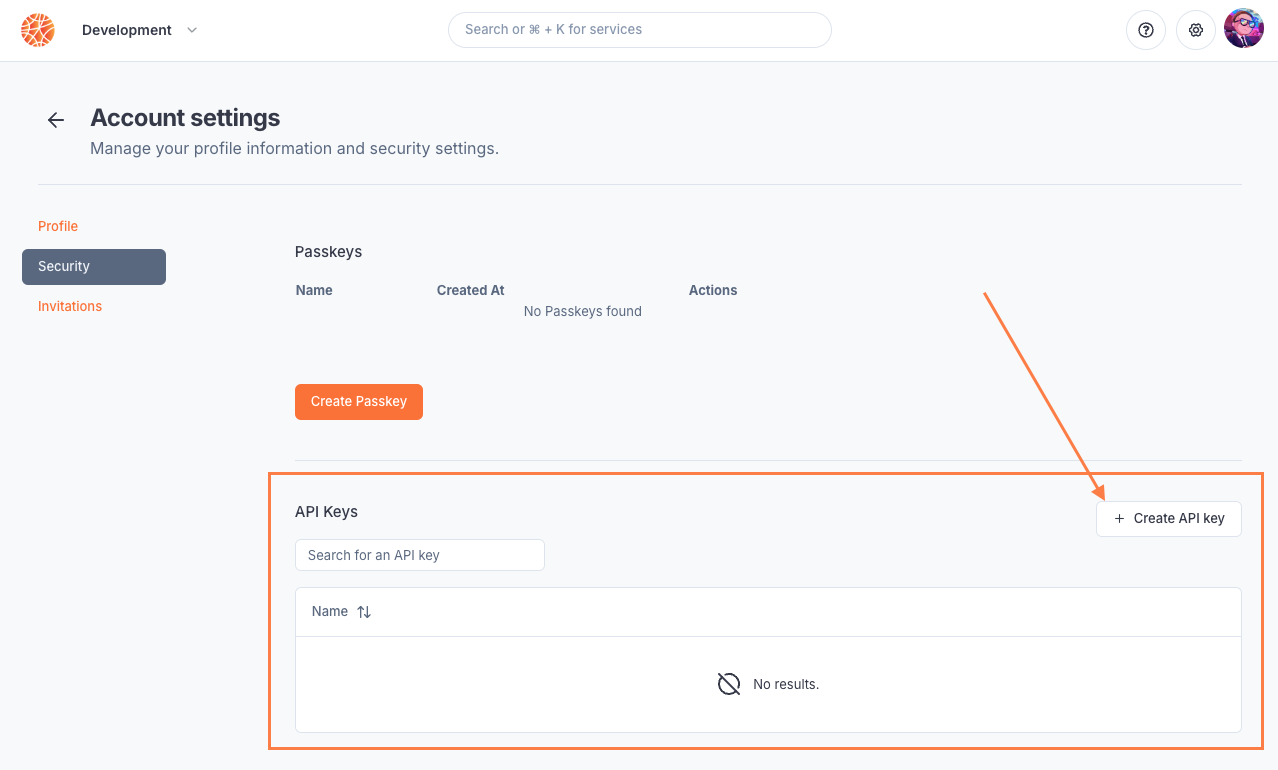 Development
Search or ⌘ + K for services
Account settings
Manage your profile information and security settings.
Profile
Security
Invitations
Passkeys
Name Created At Actions
No Passkeys found
Create Passkey
API Keys
+ Create API key
Search for an API key
Name
No results.